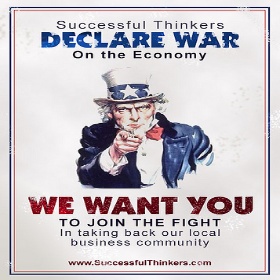 Successful Thinkers
DECLARE WAR
On the Economy
WE WANT YOU
TO JOIN THE FIGHT
In taking back our local
business community
www.SuccessfulThinkers.com